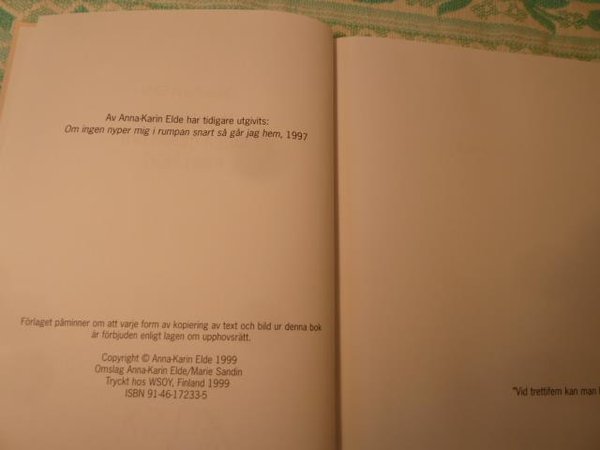 Av Anna-Karin Elde har tidigare utgivits:
Om ingen nyper mig i rumpan snart så går jag hem, 1997
Förlaget påminner om att varje form av kopiering av text och bild ur denna bok
är förbjuden enligt lagen om upphovsrätt.
Copyright © Anna-Karin Elde 1999
Omslag Anna-Karin Elde/Marie Sandin
Tryckt hos WSOY, Finland 1999
ISBN 91-46-17233-5
"Vid trettifem kan man